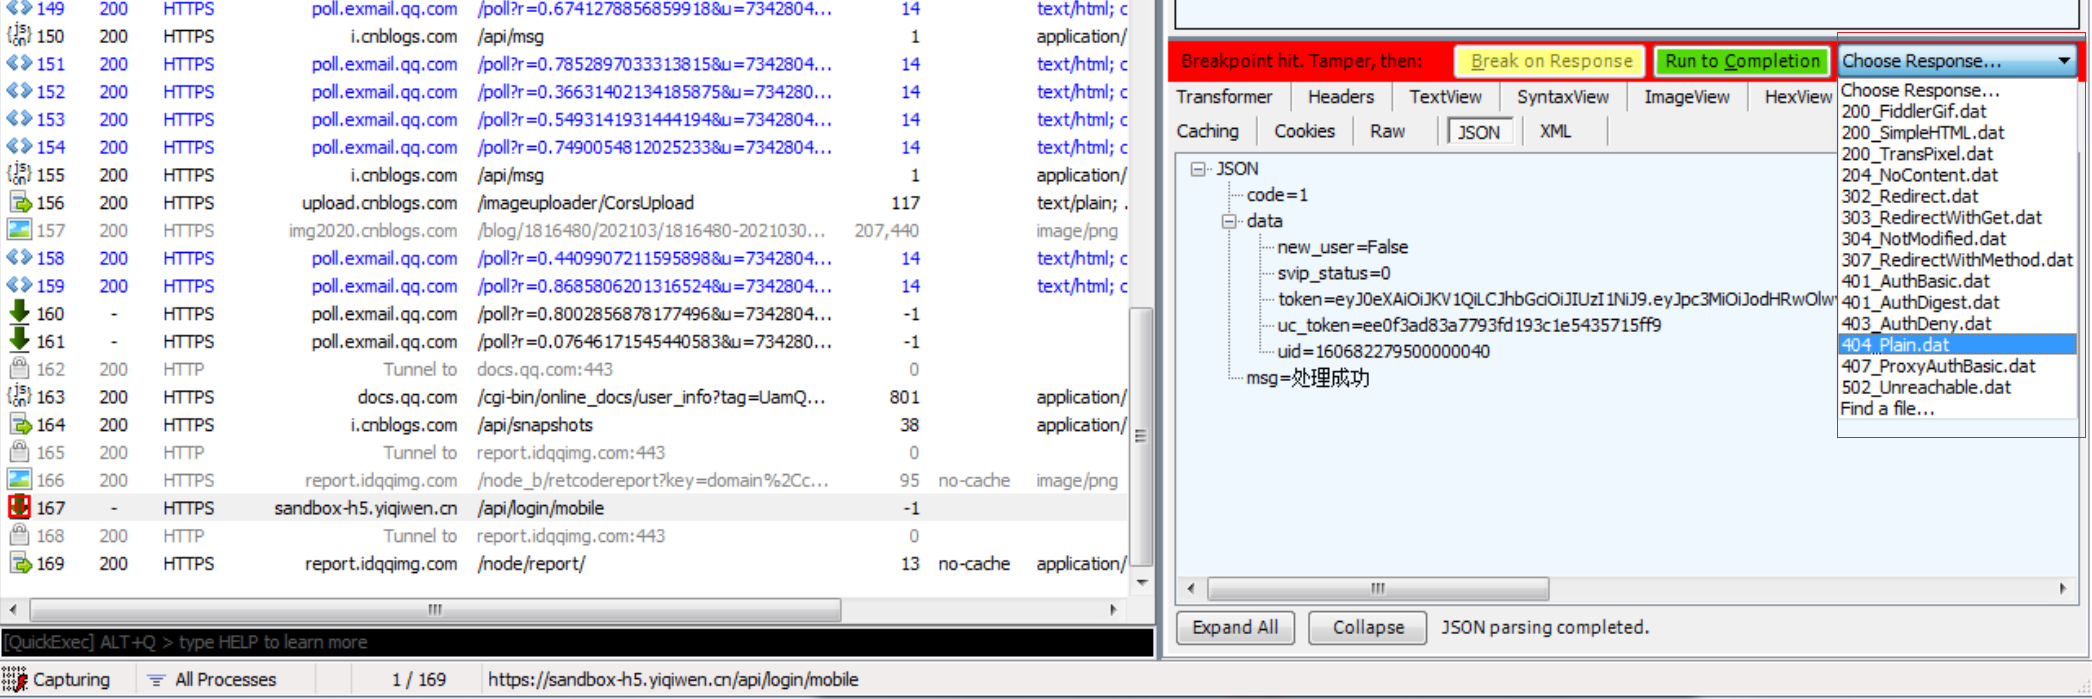 149 200 HTTPS poll.exmail.qq.com /poll?r=0.6741278856859918&u=7342804... 14 text/html; c
150 200 HTTPS i.cnblogs.com /api/msg 1 application/
151 200 HTTPS poll.exmail.qq.com /poll?r=0.7852897033313815&u=7342804... 14 text/html; c
152 200 HTTPS poll.exmail.qq.com /poll?r=0.36631402134185875&u=734280... 14 text/html; c
153 200 HTTPS poll.exmail.qq.com /poll?r=0.5493141931444194&u=7342804... 14 text/html; c
154 200 HTTPS poll.exmail.qq.com /poll?r=0.7490054812025233&u=7342804... 14 text/html; c
155 200 HTTPS i.cnblogs.com /api/msg 1 application/
156 200 HTTPS upload.cnblogs.com /imageuploader/CorsUpload 117 text/plain; .
157 200 HTTPS img2020.cnblogs.com /blog/1816480/202103/1816480-2021030... 207,440 image/png
158 200 HTTPS poll.exmail.qq.com /poll?r=0.4409907211595898&u=7342804... 14 text/html; c
159 200 HTTPS poll.exmail.qq.com /poll?r=0.8685806201316524&u=7342804... 14 text/html; c
160 - HTTPS poll.exmail.qq.com /poll?r=0.8002856878177496&u=7342804... -1
161 - HTTPS poll.exmail.qq.com /poll?r=0.07646171545440583&u=734280... -1
162 200 HTTP Tunnel to docs.qq.com:443 0
163 200 HTTPS docs.qq.com /cgi-bin/online_docs/user_info?tag=UamQ... 801 application/
164 200 HTTPS i.cnblogs.com /api/snapshots 38 application/
165 200 HTTP Tunnel to report.idqqimg.com:443 0
166 200 HTTPS report.idqqimg.com /node_b/retcodereport?key=domain%2Cc... 95 no-cache image/png
167 - HTTPS sandbox-h5.yiqiwen.cn /api/login/mobile -1
168 200 HTTP Tunnel to report.idqqimg.com:443 0
169 200 HTTPS report.idqqimg.com /node/report/ 13 no-cache application/
[QuickExec] ALT+Q > type HELP to learn more
Capturing All Processes 1 / 169 https://sandbox-h5.yiqiwen.cn/api/login/mobile
Breakpoint hit. Tamper, then: Break on Response Run to Completion Choose Response...
Transformer Headers TextView SyntaxView ImageView HexView
Caching Cookies Raw JSON XML
JSON
code=1
data
new_user=False
svip_status=0
token=eyJ0eXAiOiJKV1QiLCJhbGciOiJIUzI1NiJ9.eyJpc3MiOiJodHRwOlw
uc_token=ee0f3ad83a7793fd193c1e5435715ff9
uid=160682279500000040
msg=处理成功
Expand All Collapse JSON parsing completed.
Choose Response...
200_FiddlerGif.dat
200_SimpleHTML.dat
200_TransPixel.dat
204_NoContent.dat
302_Redirect.dat
303_RedirectWithGet.dat
304_NotModified.dat
307_RedirectWithMethod.dat
401_AuthBasic.dat
401_AuthDigest.dat
403_AuthDeny.dat
404_Plain.dat
407_ProxyAuthBasic.dat
502_Unreachable.dat
Find a file...